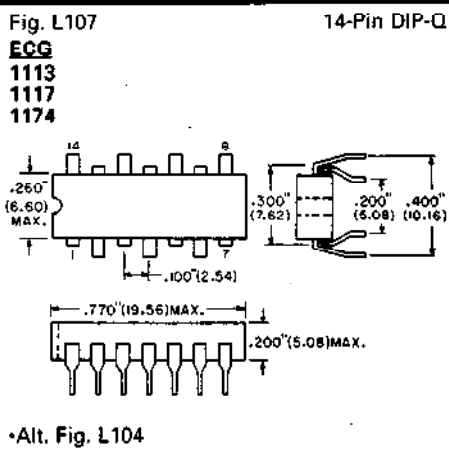 Fig. L107 14-Pin DIP-Q
ECG
1113
1117
1174
14 8
.260" (6.60) MAX.
.300" (7.62)
.200" (5.08)
.400" (10.16)
1 7
.100"(2.54)
.770"(19.56)MAX.
.200"(5.08)MAX.
•Alt. Fig. L104